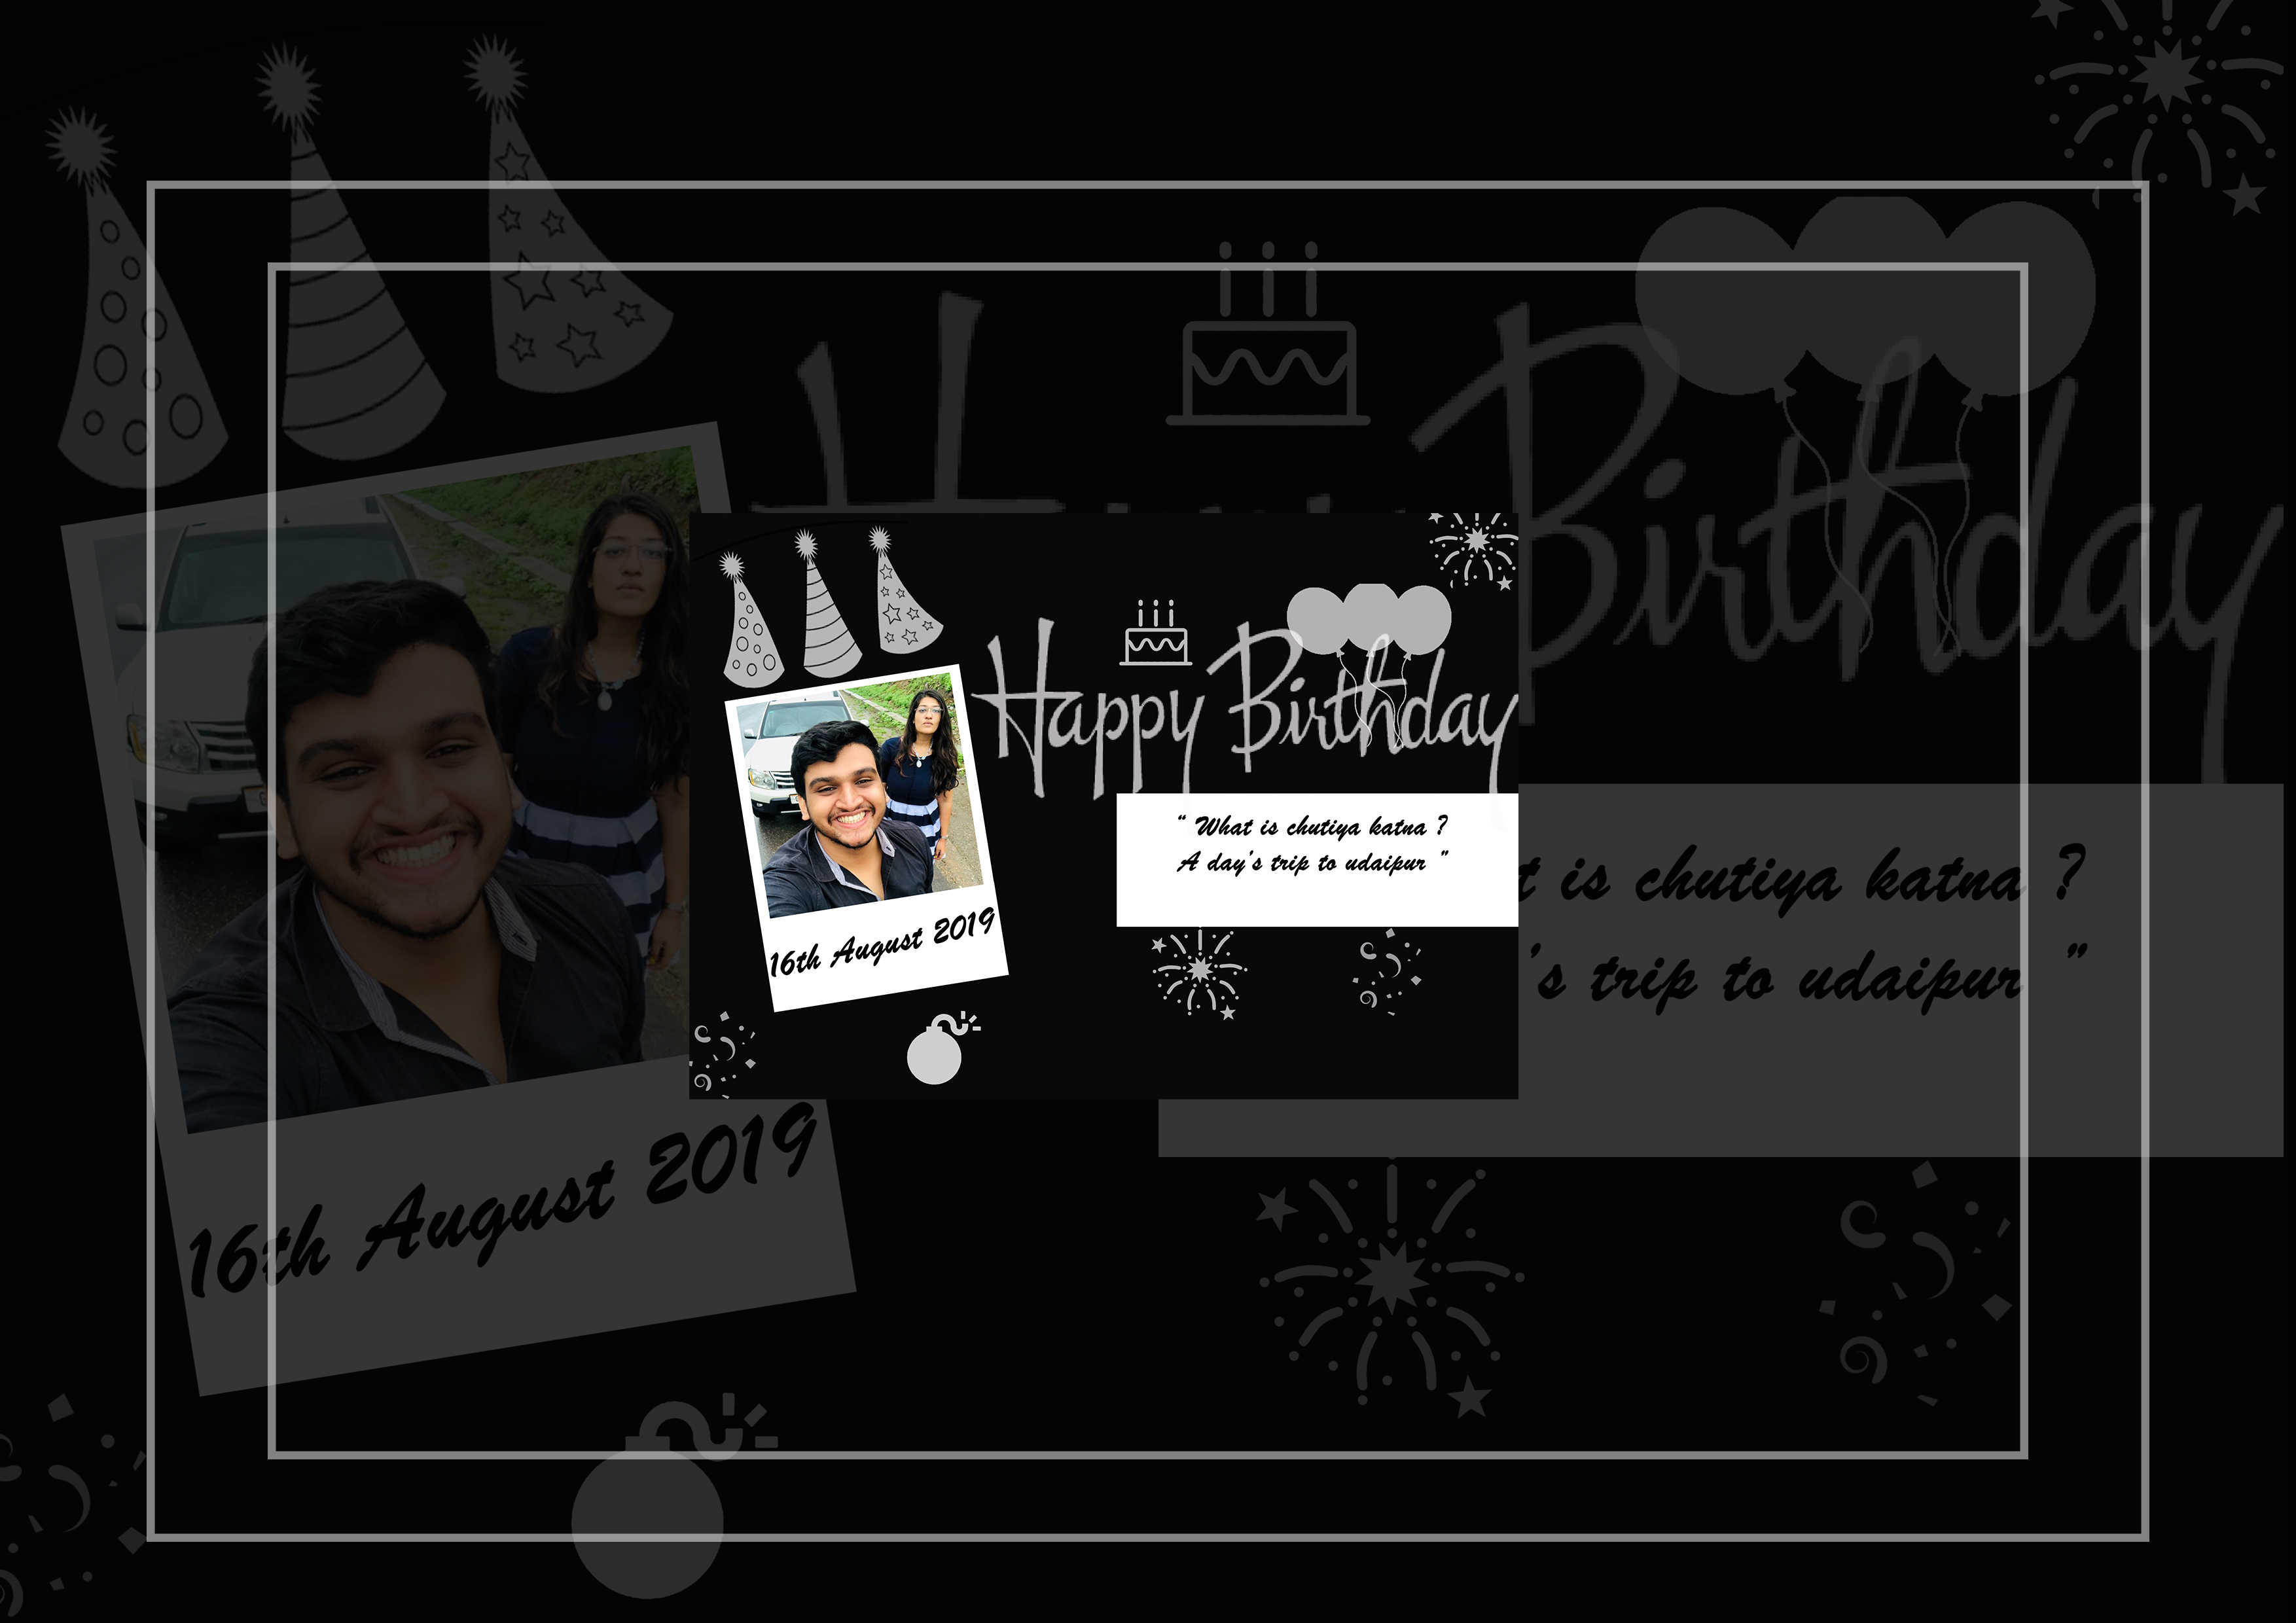 Happy Birthday
“ What is chutiya katna ?
A day's trip to udaipur ”
16th August 2019
Birthday
t is chutiya katna ?
's trip to udaipur ”
16th August 2019